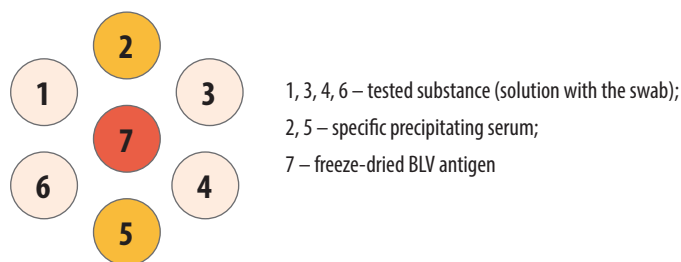 2
1
3
7
6
4
5
1, 3, 4, 6 – tested substance (solution with the swab);
2, 5 – specific precipitating serum;
7 – freeze-dried BLV antigen